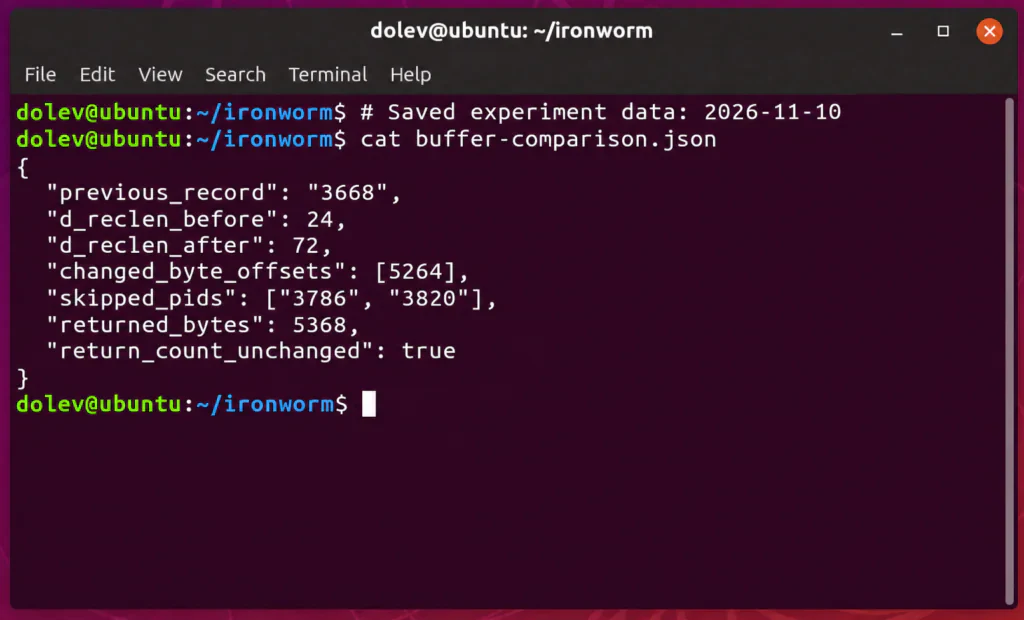 dolev@ubuntu: ~/ironworm
File Edit View Search Terminal Help
dolev@ubuntu:~/ironworm$ # Saved experiment data: 2026-11-10
dolev@ubuntu:~/ironworm$ cat buffer-comparison.json
{
  "previous_record": "3668",
  "d_reclen_before": 24,
  "d_reclen_after": 72,
  "changed_byte_offsets": [5264],
  "skipped_pids": ["3786", "3820"],
  "returned_bytes": 5368,
  "return_count_unchanged": true
}
dolev@ubuntu:~/ironworm$